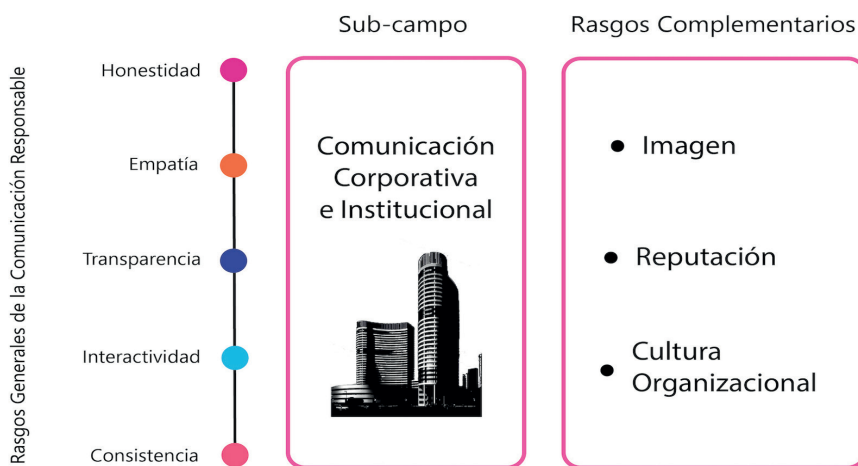 Rasgos Generales de la Comunicación Responsable
Honestidad
Empatía
Transparencia
Interactividad
Consistencia
Sub-campo
Comunicación
Corporativa
e Institucional
Rasgos Complementarios
Imagen
Reputación
Cultura
Organizacional